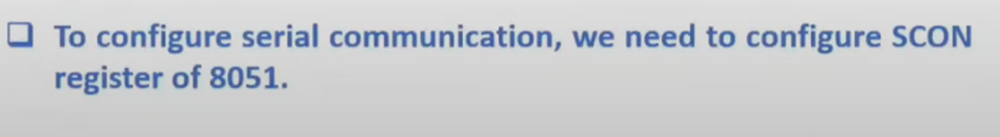 ❑ To configure serial communication, we need to configure SCON
register of 8051.